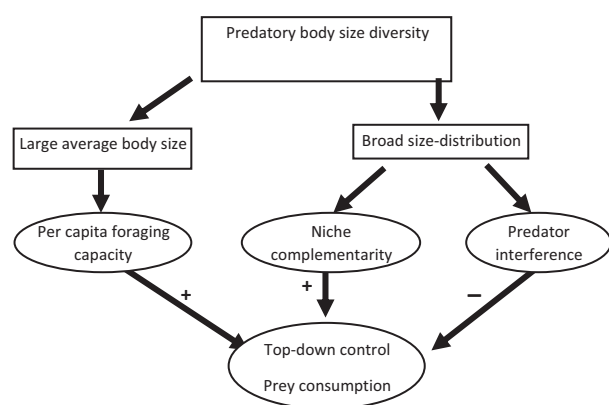 Predatory body size diversity
Large average body size
Broad size-distribution
Per capita foraging
capacity
Niche
complementarity
Predator
interference
+
+
–
Top-down control
Prey consumption